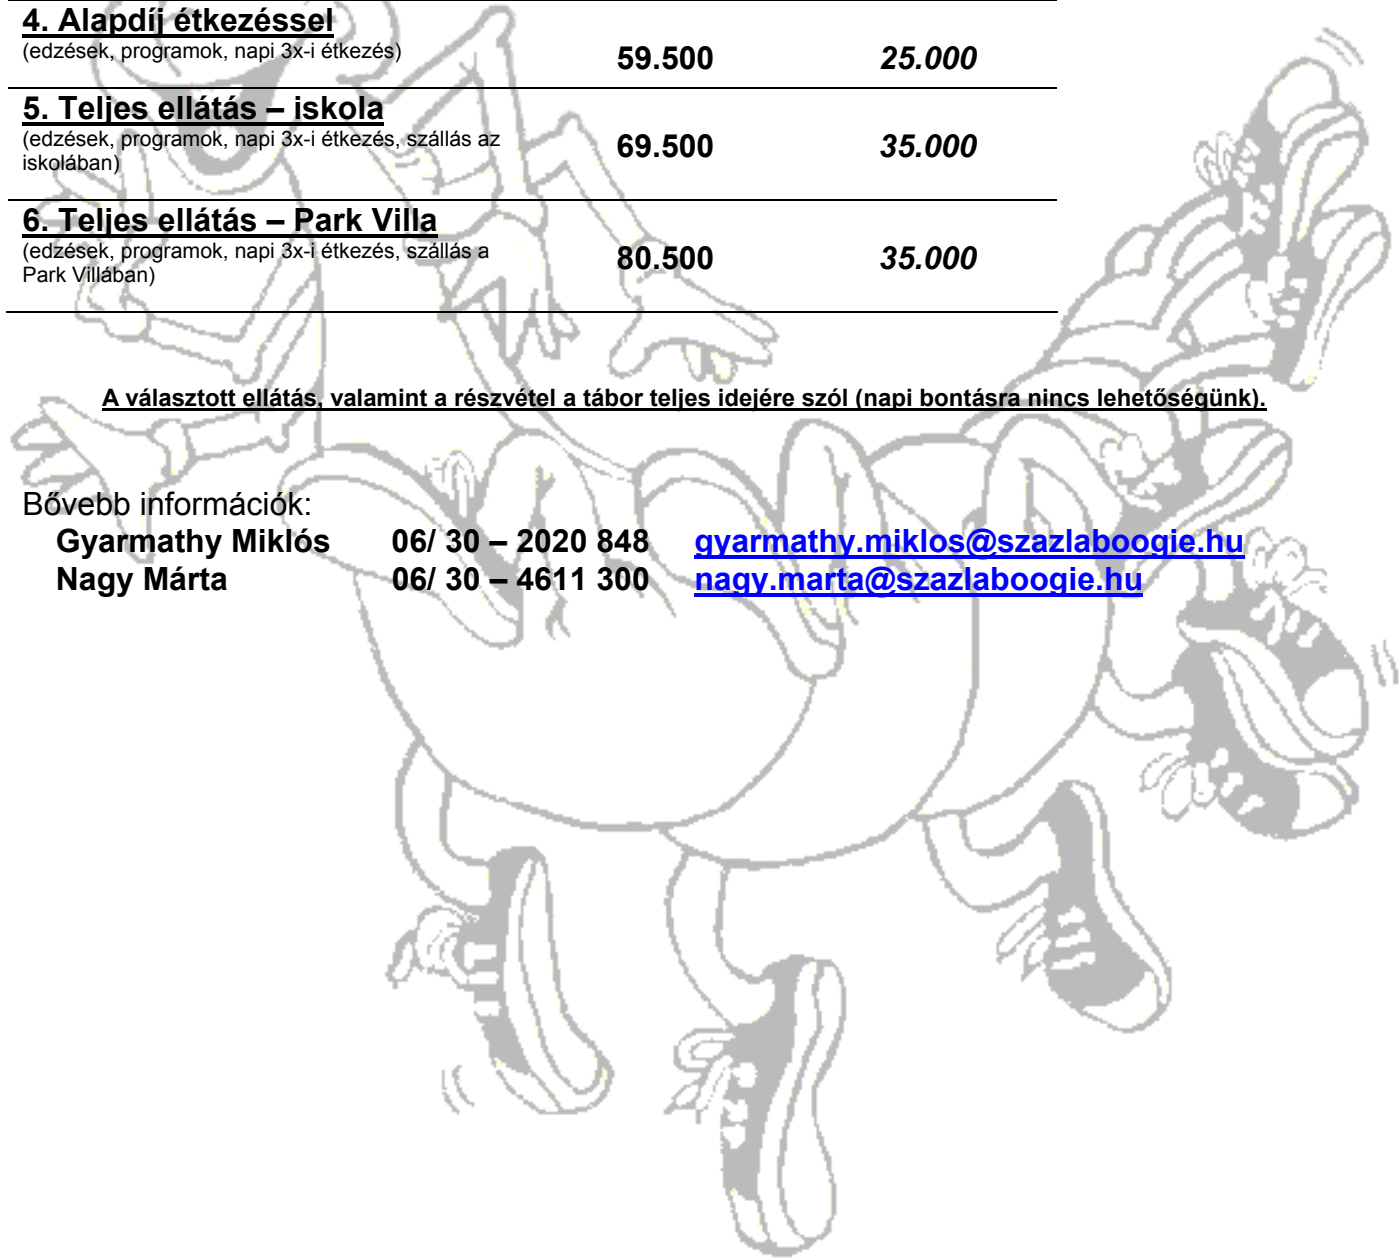 4. Alapdíj étkezéssel
(edzések, programok, napi 3x-i étkezés) 59.500 25.000
5. Teljes ellátás – iskola
(edzések, programok, napi 3x-i étkezés, szállás az
iskolában) 69.500 35.000
6. Teljes ellátás – Park Villa
(edzések, programok, napi 3x-i étkezés, szállás a
Park Villában) 80.500 35.000
A választott ellátás, valamint a részvétel a tábor teljes idejére szól (napi bontásra nincs lehetőségünk).
Bővebb információk:
Gyarmathy Miklós 06/ 30 – 2020 848 gyarmathy.miklos@szazlaboogie.hu
Nagy Márta 06/ 30 – 4611 300 nagy.marta@szazlaboogie.hu